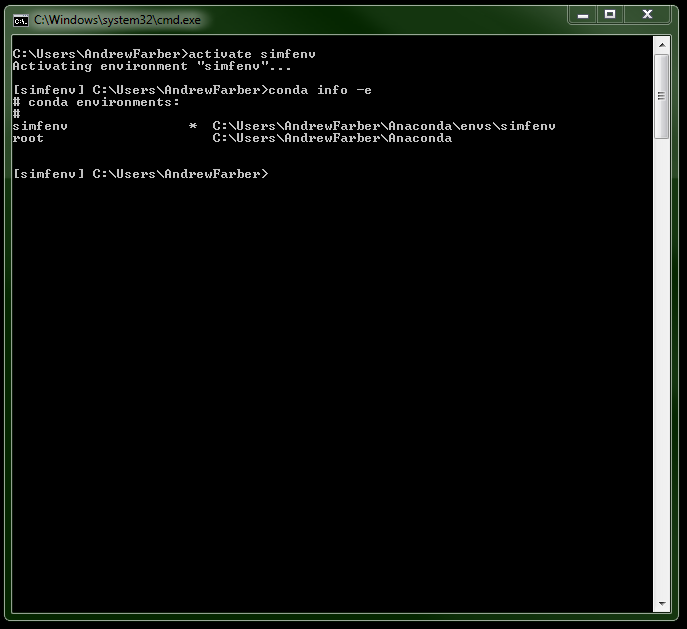 C:\Windows\system32\cmd.exe
C:\Users\AndrewFarber>activate simfenv
Activating environment "simfenv"...
[simfenv] C:\Users\AndrewFarber>conda info -e
# conda environments:
#
simfenv               *  C:\Users\AndrewFarber\Anaconda\envs\simfenv
root                     C:\Users\AndrewFarber\Anaconda
[simfenv] C:\Users\AndrewFarber>